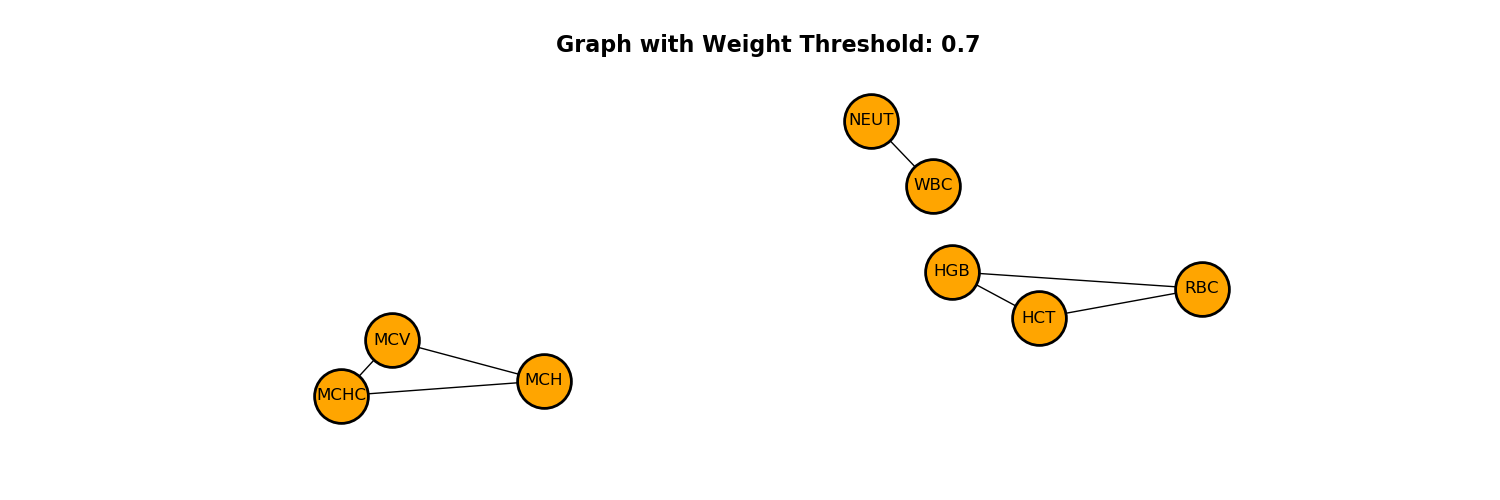 Graph with Weight Threshold: 0.7
NEUT
WBC
HGB
RBC
HCT
MCV
MCH
MCHC